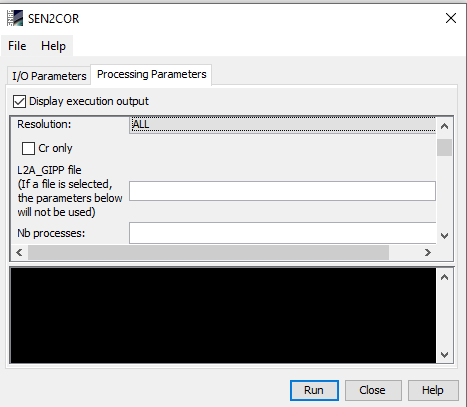 SEN2COR
File Help
I/O Parameters Processing Parameters
Display execution output
Resolution: ALL
Cr only
L2A_GIPP file
(If a file is selected,
the parameters below
will not be used)
Nb processes:
Run Close Help